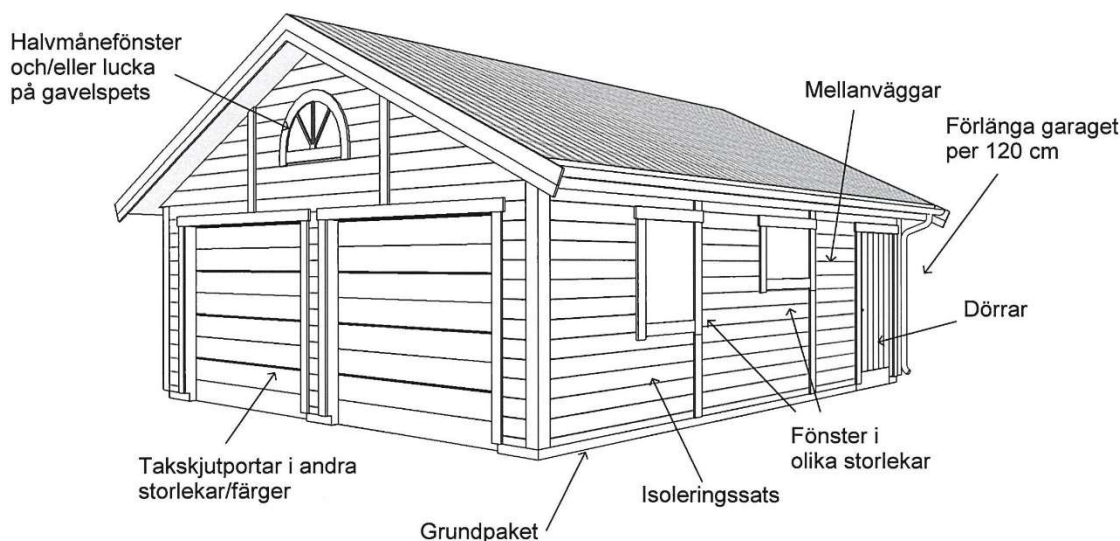 Halvmånefönster
och/eller lucka
på gavelspets
Mellanväggar
Förlänga garaget
per 120 cm
Dörrar
Fönster i
olika storlekar
Isoleringssats
Takskjutportar i andra
storlekar/färger
Grundpaket